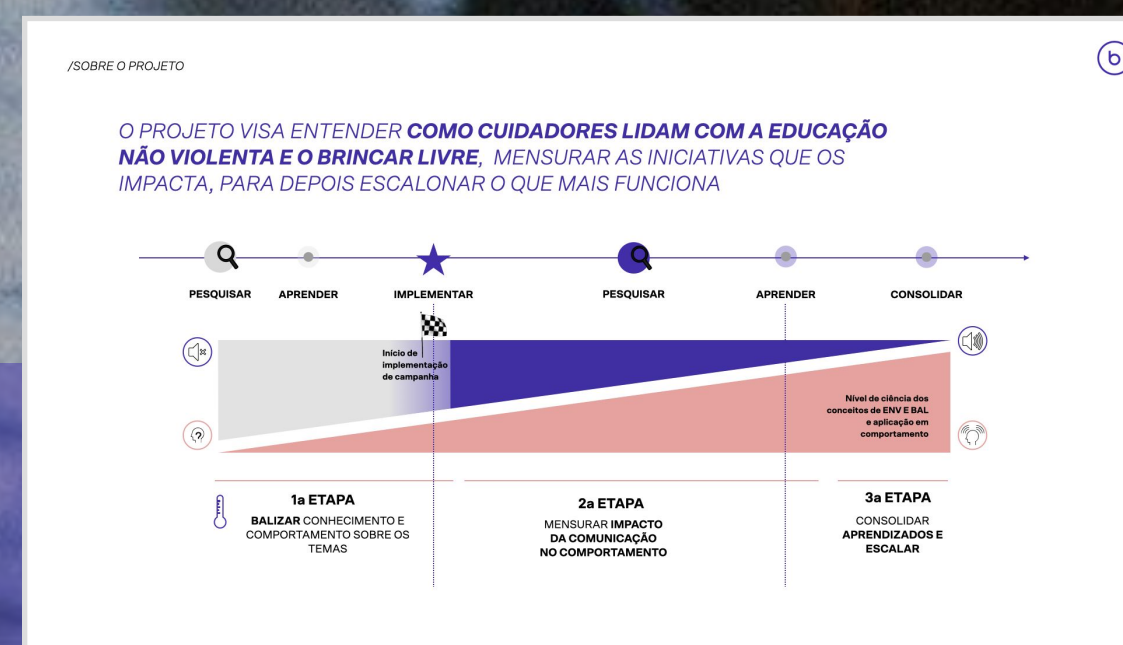 /SOBRE O PROJETO
b
O PROJETO VISA ENTENDER COMO CUIDADORES LIDAM COM A EDUCAÇÃO
NÃO VIOLENTA E O BRINCAR LIVRE, MENSURAR AS INICIATIVAS QUE OS
IMPACTA, PARA DEPOIS ESCALONAR O QUE MAIS FUNCIONA
PESQUISAR
APRENDER
IMPLEMENTAR
PESQUISAR
APRENDER
CONSOLIDAR
Início de
implementação
de campanha
?
Nível de ciência dos
conceitos de ENV E BAL
e aplicação em
comportamento
1a ETAPA
BALIZAR CONHECIMENTO E
COMPORTAMENTO SOBRE OS
TEMAS
2a ETAPA
MENSURAR IMPACTO
DA COMUNICAÇÃO
NO COMPORTAMENTO
3a ETAPA
CONSOLIDAR
APRENDIZADOS E
ESCALAR